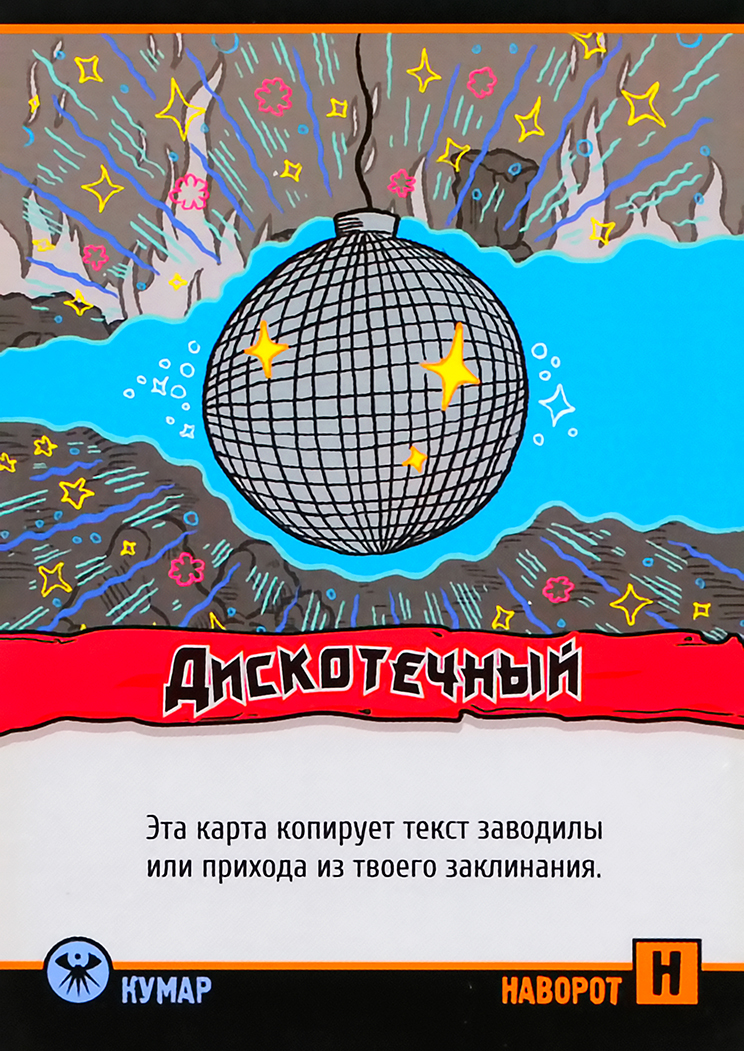 Дискотечный
Эта карта копирует текст заводилы
или прихода из твоего заклинания.
КУМАР
НАВОРОТ Н